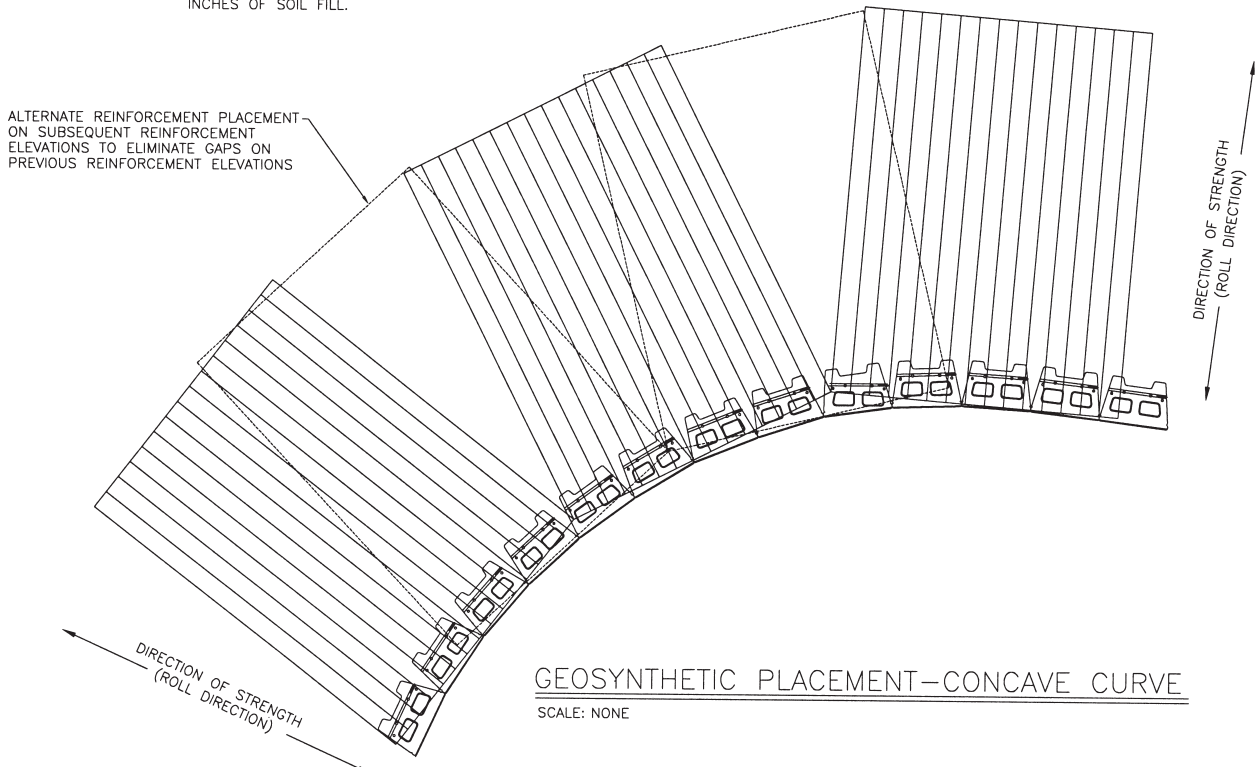 INCHES OF SOIL FILL.
ALTERNATE REINFORCEMENT PLACEMENT
ON SUBSEQUENT REINFORCEMENT
ELEVATIONS TO ELIMINATE GAPS ON
PREVIOUS REINFORCEMENT ELEVATIONS
DIRECTION OF STRENGTH
(ROLL DIRECTION)
DIRECTION OF STRENGTH
(ROLL DIRECTION)
GEOSYNTHETIC PLACEMENT-CONCAVE CURVE
SCALE: NONE